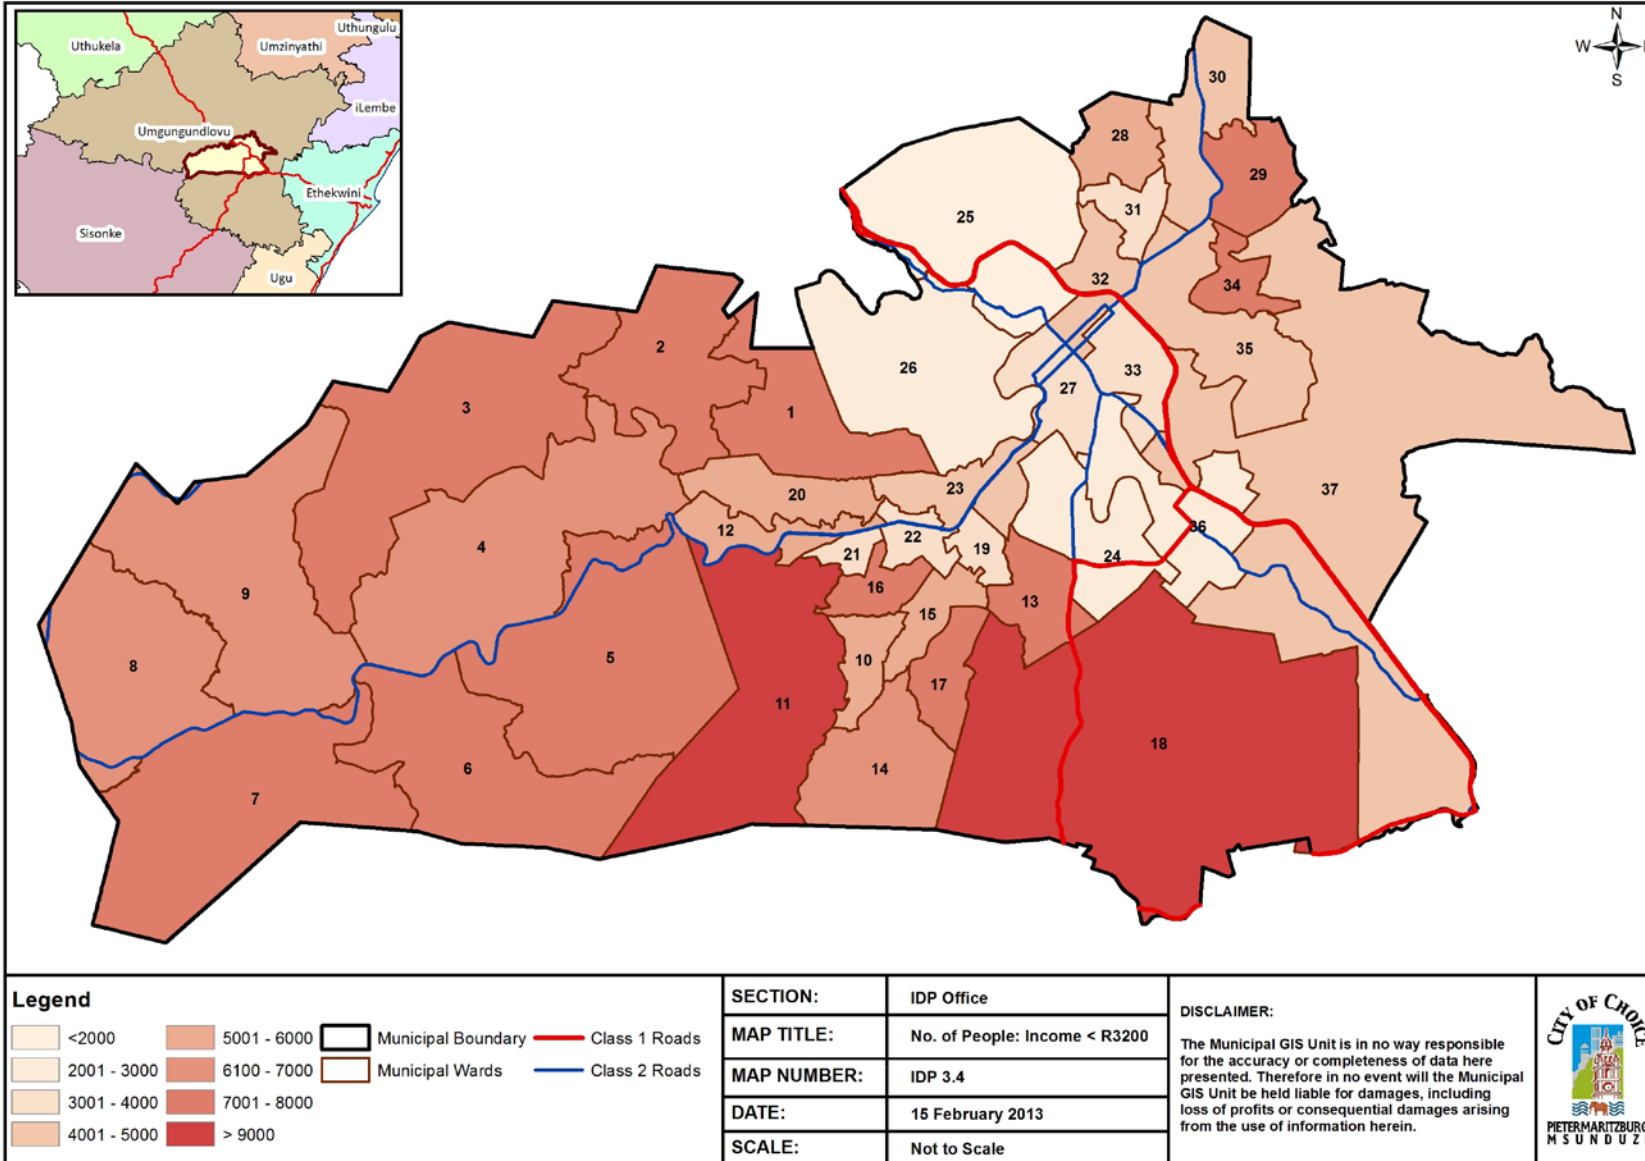 Uthungulu
Uthukela
Umzinyathi
iLembe
Umgungundlovu
Ethekwini
Sisonke
Ugu
N
W
S
30
28
29
31
25
32
34
2
26
33
35
27
3
1
37
20
23
12
36
4
22
19
21
24
16
9
13
15
5
10
8
17
11
18
6
14
7
Legend
<2000
2001 - 3000
3001 - 4000
4001 - 5000
5001 - 6000
6100 - 7000
7001 - 8000
> 9000
Municipal Boundary
Municipal Wards
Class 1 Roads
Class 2 Roads
SECTION: IDP Office
MAP TITLE: No. of People: Income < R3200
MAP NUMBER: IDP 3.4
DATE: 15 February 2013
SCALE: Not to Scale
DISCLAIMER:
The Municipal GIS Unit is in no way responsible
for the accuracy or completeness of data here
presented. Therefore in no event will the Municipal
GIS Unit be held liable for damages, including
loss of profits or consequential damages arising
from the use of information herein.
CITY OF CHOICE
PIETERMARITZBURG
MSUNDUZ